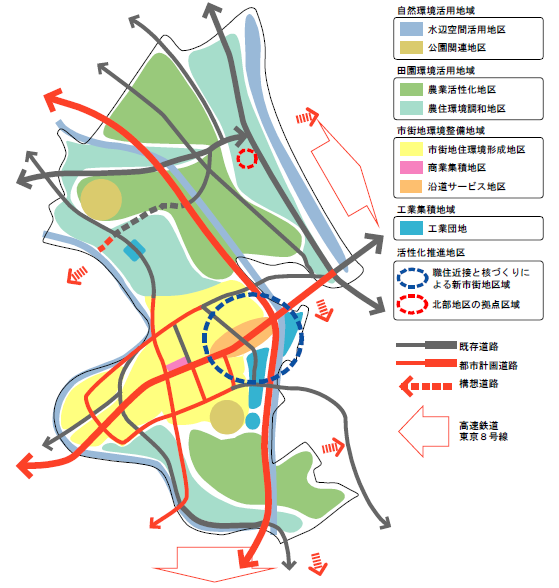 自然環境活用地域
水辺空間活用地区
公園関連地区
田園環境活用地域
農業活性化地区
農住環境調和地区
市街地環境整備地域
市街地住環境形成地区
商業集積地区
沿道サービス地区
工業集積地域
工業団地
活性化推進地区
職住近接と核づくりに
よる新市街地区域
北部地区の拠点区域
既存道路
都市計画道路
構想道路
高速鉄道
東京8号線